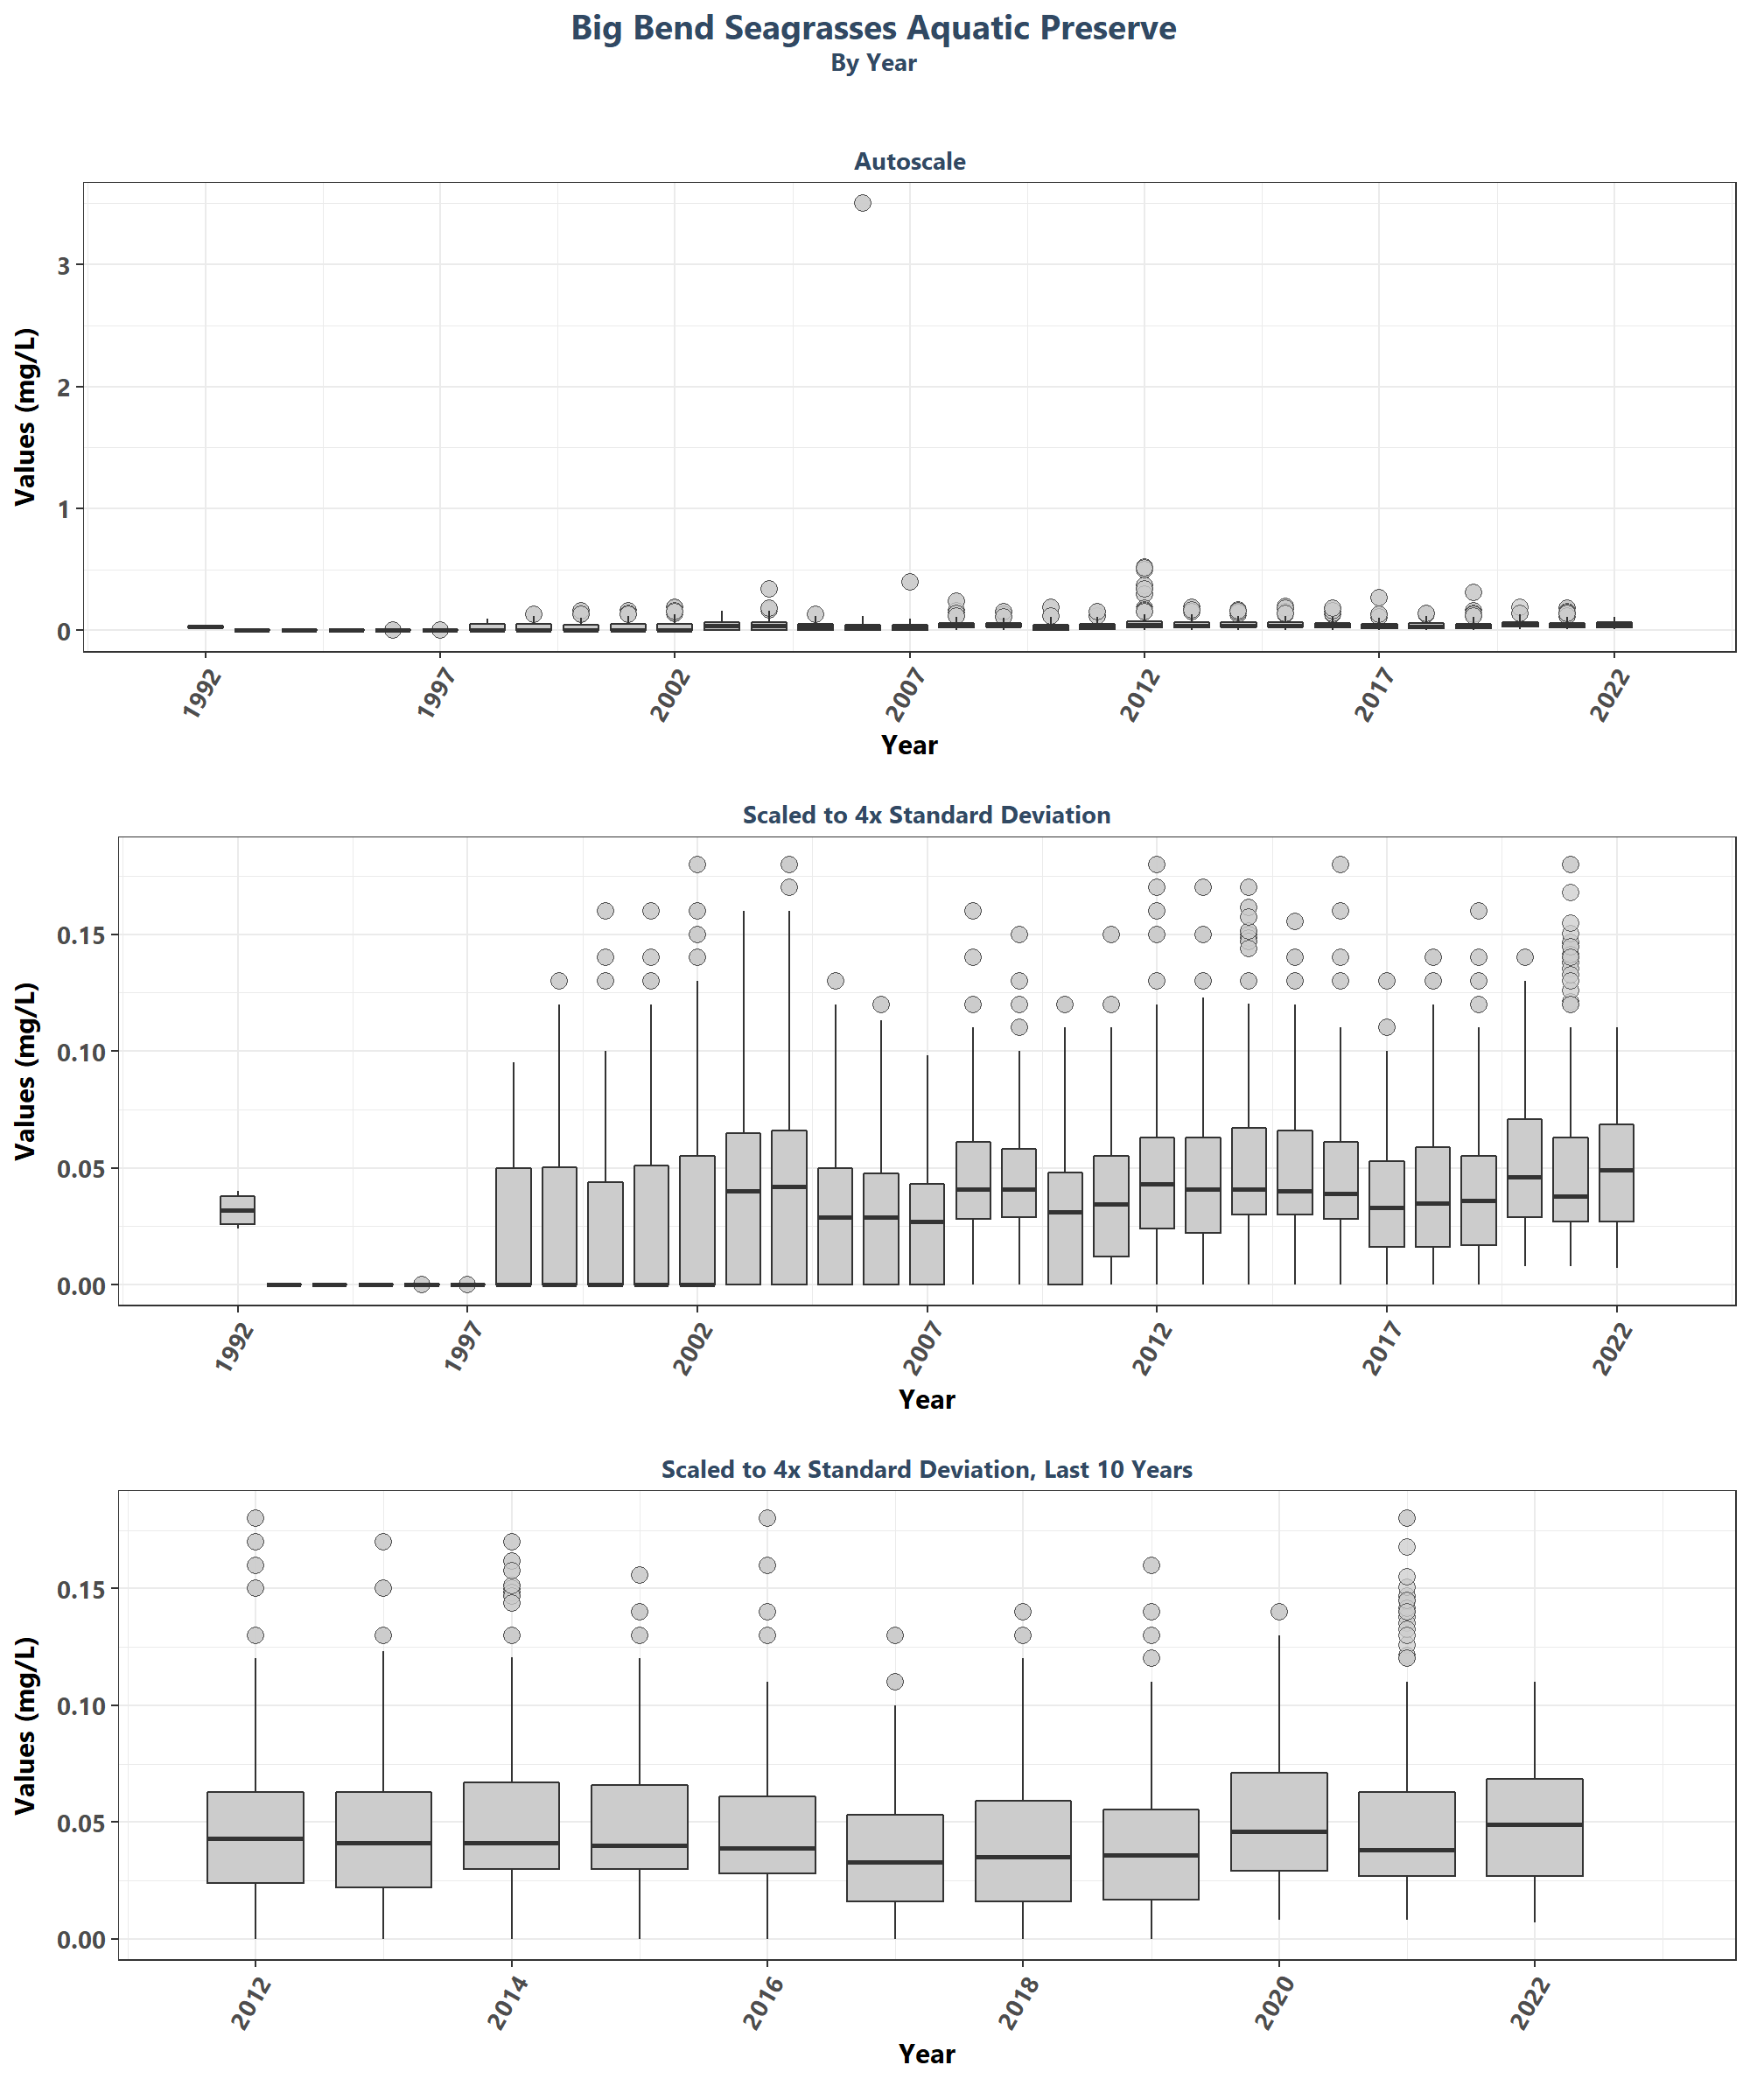 Big Bend Seagrasses Aquatic Preserve
By Year
Autoscale
Values (mg/L)
3
2
1
0
1992 1997 2002 2007 2012 2017 2022
Year
Scaled to 4x Standard Deviation
Values (mg/L)
0.15
0.10
0.05
0.00
1992 1997 2002 2007 2012 2017 2022
Year
Scaled to 4x Standard Deviation, Last 10 Years
Values (mg/L)
0.15
0.10
0.05
0.00
2012 2014 2016 2018 2020 2022
Year